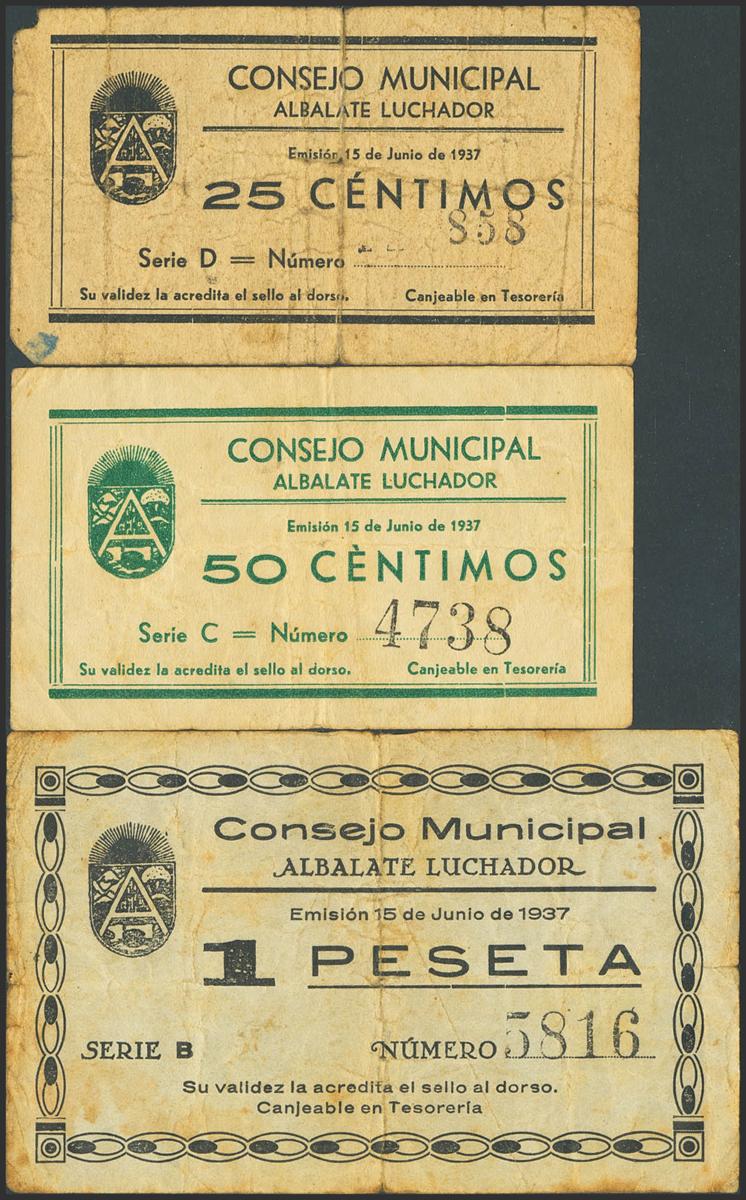 CONSEJO MUNICIPAL
ALBALATE LUCHADOR
Emisión 15 de Junio de 1937
25 CÉNTIMOS
858
Serie D = Número
Su validez la acredita el sello al dorso. Canjeable en Tesorería
CONSEJO MUNICIPAL
ALBALATE LUCHADOR
Emisión 15 de Junio de 1937
50 CÈNTIMOS
Serie C = Número 4738
Su validez la acredita el sello al dorso. Canjeable en Tesorería
Consejo Municipal
ALBALATE LUCHADOR
Emisión 15 de Junio de 1937
1 PESETA
SERIE B NÚMERO 5816
Su validez la acredita el sello al dorso.
Canjeable en Tesorería